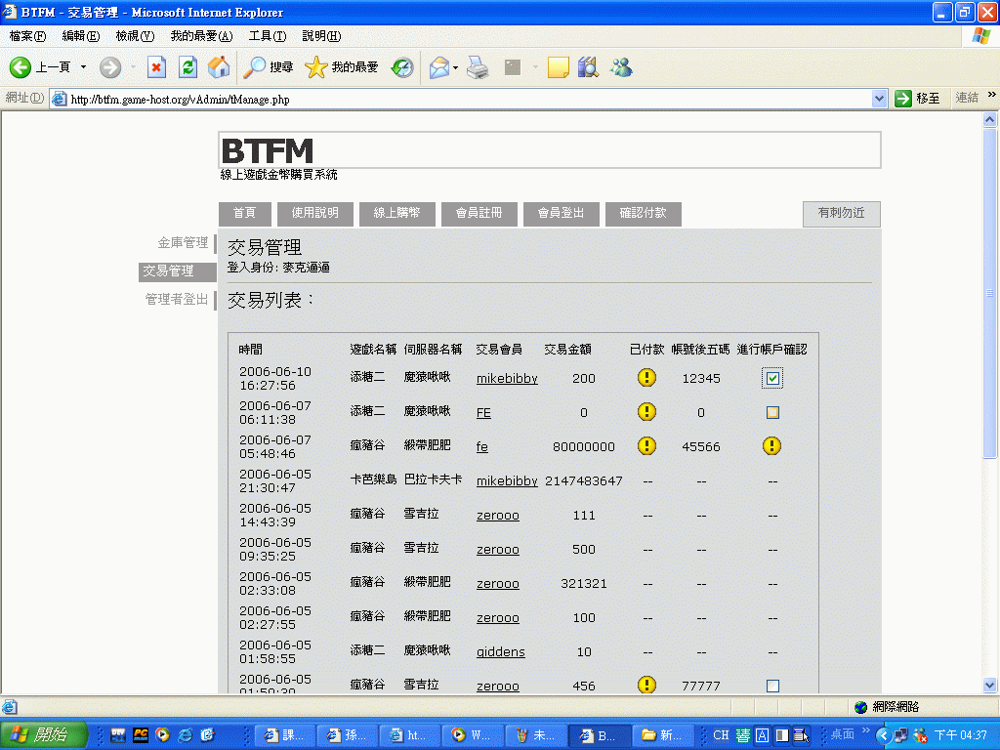 BTFM - 交易管理 - Microsoft Internet Explorer
檔案(F) 編輯(E) 檢視(V) 我的最愛(A) 工具(T) 說明(H)
上一頁 搜尋 我的最愛
網址(D) http://btfm.game-host.org/vAdmin/tManage.php 移至 連結 »
BTFM
線上遊戲金幣購買系統
首頁 使用說明 線上購幣 會員註冊 會員登出 確認付款 有刺勿近
金庫管理
交易管理
管理者登出
交易管理
登入身份: 麥克逼逼
交易列表：
時間 遊戲名稱 伺服器名稱 交易會員 交易金額 已付款 帳號後五碼 進行帳戶確認
2006-06-10 16:27:56 添糖二 魔猿啾啾 mikebibby 200 ! 12345
2006-06-07 06:11:38 添糖二 魔猿啾啾 FE 0 ! 0
2006-06-07 05:48:46 瘋豬谷 緞帶肥肥 fe 80000000 ! 45566 !
2006-06-05 21:30:47 卡芭樂島 巴拉卡夫卡 mikebibby 2147483647 -- -- --
2006-06-05 14:43:39 瘋豬谷 雪吉拉 zerooo 111 -- -- --
2006-06-05 09:35:25 瘋豬谷 雪吉拉 zerooo 500 -- -- --
2006-06-05 02:33:08 瘋豬谷 緞帶肥肥 zerooo 321321 -- -- --
2006-06-05 02:27:55 瘋豬谷 緞帶肥肥 zerooo 100 -- -- --
2006-06-05 01:58:55 添糖二 魔猿啾啾 giddens 10 -- -- --
2006-06-05 01:50:30 瘋豬谷 雪吉拉 zerooo 456 ! 77777
網際網路
開始 課... 孫... ht... W... 未... B... 新... CH 桌面 » 下午 04:37